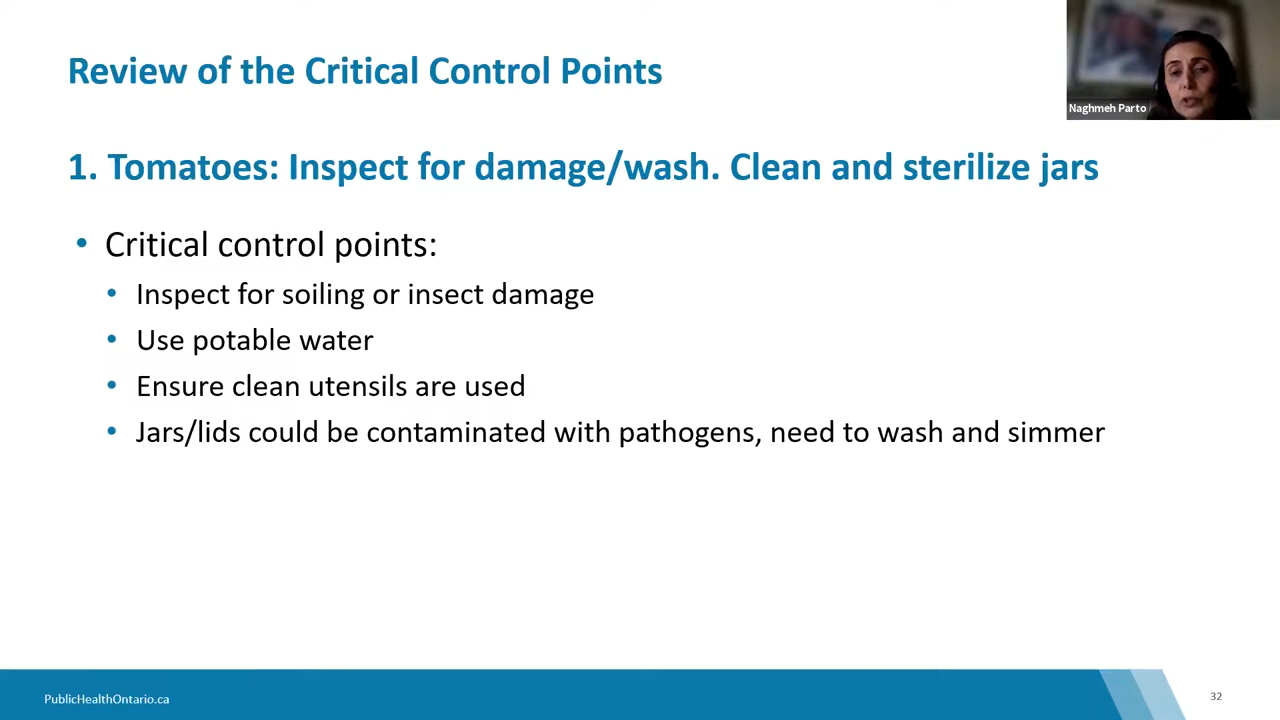 Review of the Critical Control Points
Naghmeh Parto
1. Tomatoes: Inspect for damage/wash. Clean and sterilize jars
• Critical control points:
• Inspect for soiling or insect damage
• Use potable water
• Ensure clean utensils are used
• Jars/lids could be contaminated with pathogens, need to wash and simmer
PublicHealthOntario.ca
32